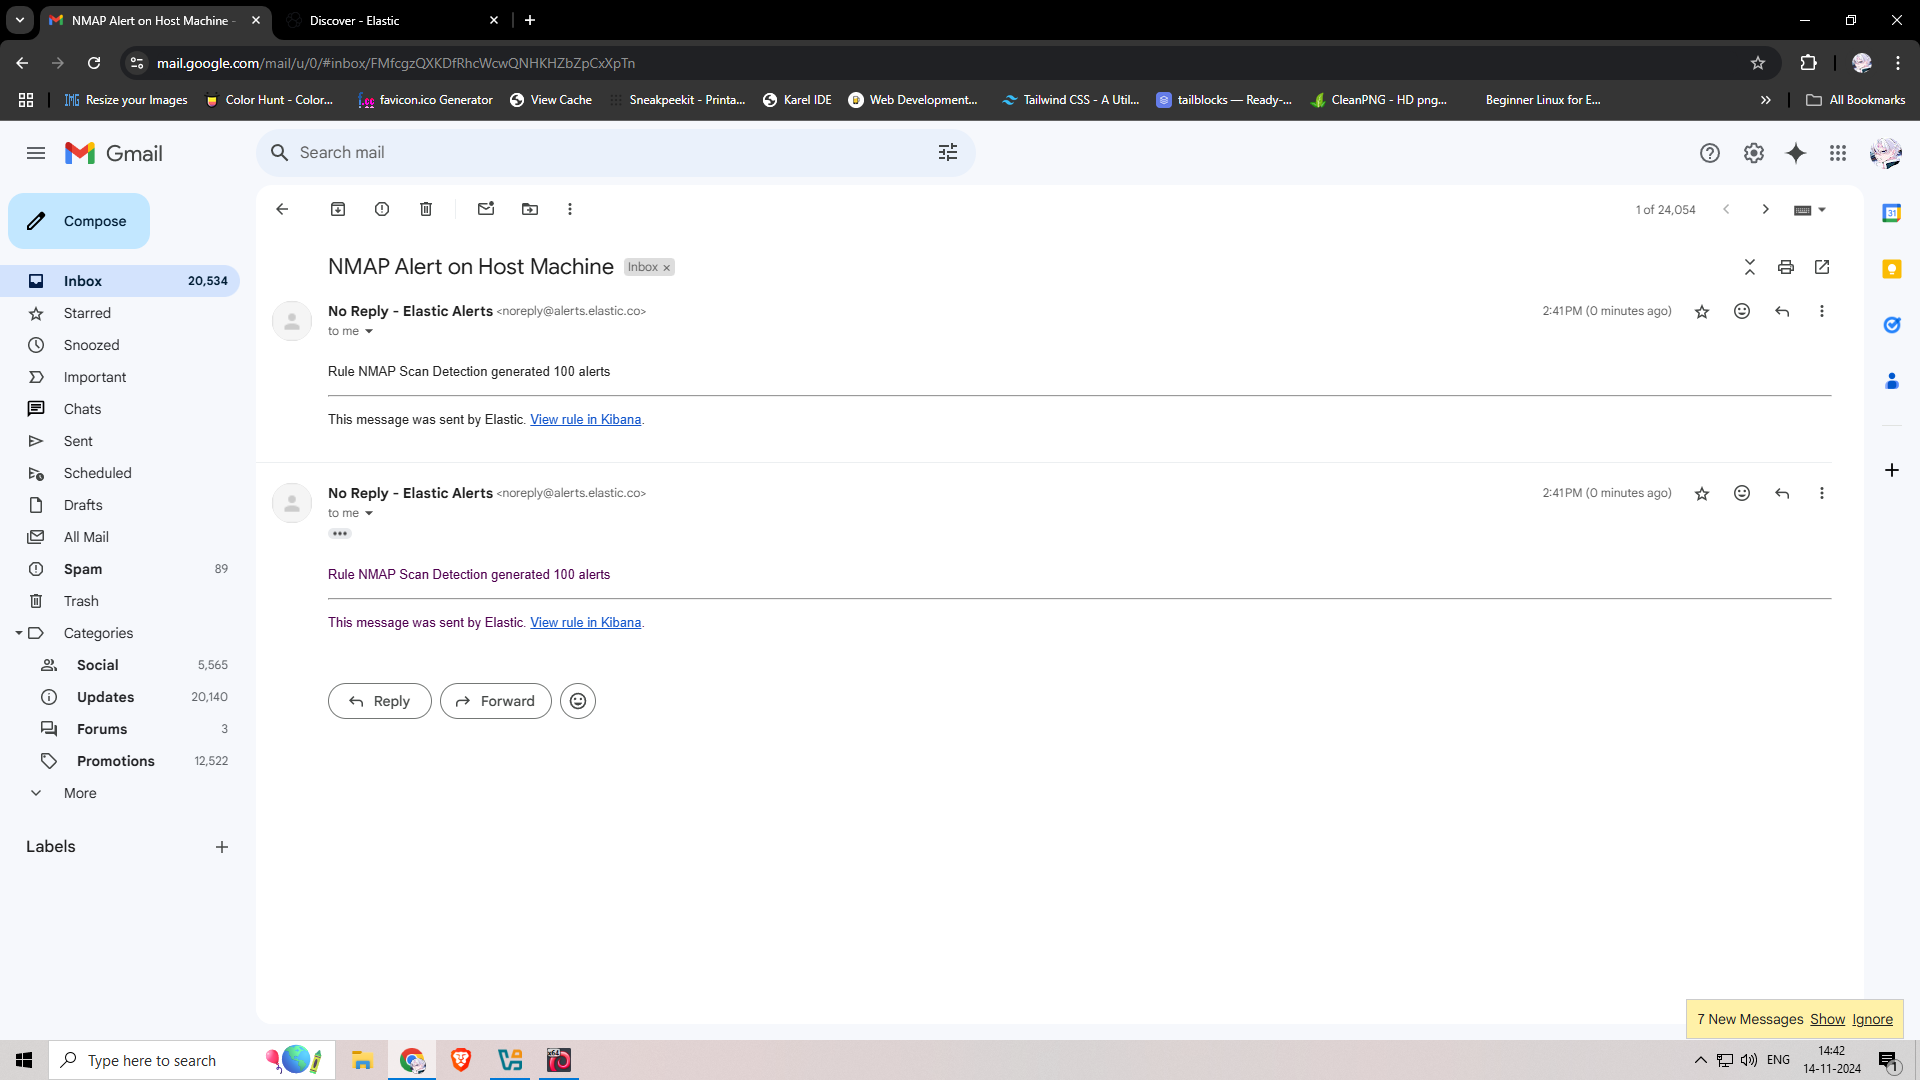 NMAP Alert on Host Machine -
Discover - Elastic
mail.google.com/mail/u/0/#inbox/FMfcgzQXKDfRhcWcwQNHKHZbZpCxXpTn
Resize your Images
Color Hunt - Color...
favicon.ico Generator
View Cache
Sneakpeekit - Printa...
Karel IDE
Web Development...
Tailwind CSS - A Util...
tailblocks — Ready-...
CleanPNG - HD png...
Beginner Linux for E...
All Bookmarks
Gmail
Search mail
Compose
1 of 24,054
Inbox 20,534
Starred
Snoozed
Important
Chats
Sent
Scheduled
Drafts
All Mail
Spam 89
Trash
Categories
Social 5,565
Updates 20,140
Forums 3
Promotions 12,522
More
Labels
NMAP Alert on Host Machine Inbox
No Reply - Elastic Alerts <noreply@alerts.elastic.co> 2:41 PM (0 minutes ago)
to me
Rule NMAP Scan Detection generated 100 alerts
This message was sent by Elastic. View rule in Kibana.
No Reply - Elastic Alerts <noreply@alerts.elastic.co> 2:41 PM (0 minutes ago)
to me
Rule NMAP Scan Detection generated 100 alerts
This message was sent by Elastic. View rule in Kibana.
Reply
Forward
31
7 New Messages Show Ignore
Type here to search
x64
ENG
14:42
14-11-2024
1